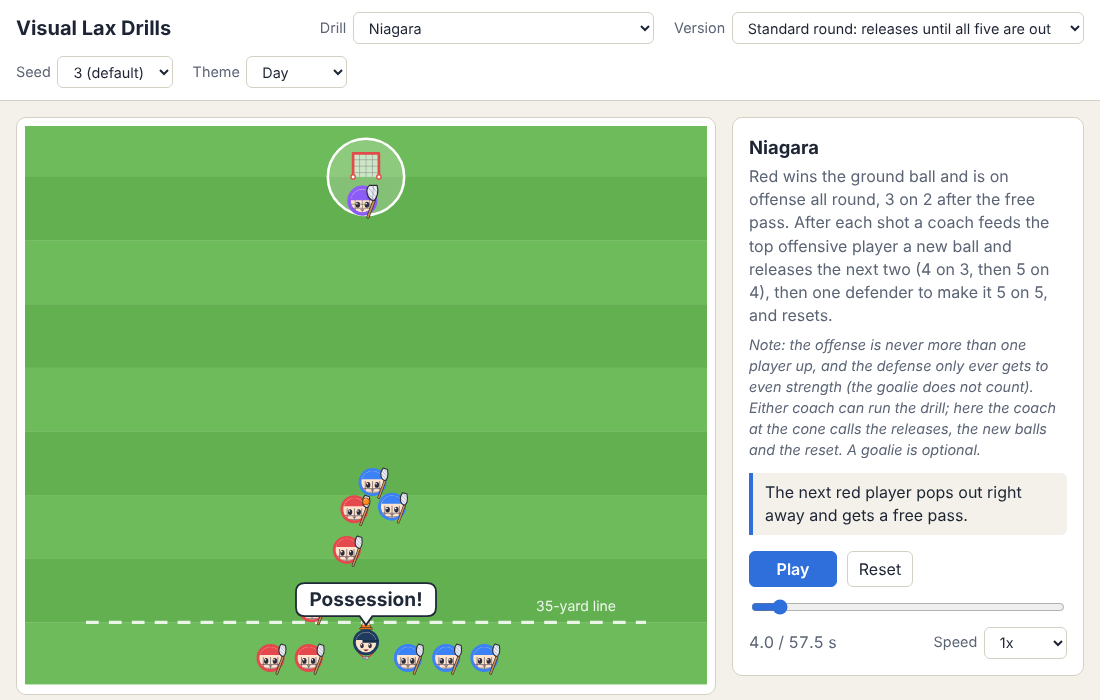 Visual Lax Drills
Drill
Niagara
Version
Standard round: releases until all five are out
Seed
3 (default)
Theme
Day
Possession!
35-yard line
Niagara
Red wins the ground ball and is on
offense all round, 3 on 2 after the free
pass. After each shot a coach feeds the
top offensive player a new ball and
releases the next two (4 on 3, then 5 on
4), then one defender to make it 5 on 5,
and resets.
Note: the offense is never more than one
player up, and the defense only ever gets to
even strength (the goalie does not count).
Either coach can run the drill; here the coach
at the cone calls the releases, the new balls
and the reset. A goalie is optional.
The next red player pops out right
away and gets a free pass.
Play
Reset
4.0 / 57.5 s
Speed
1x